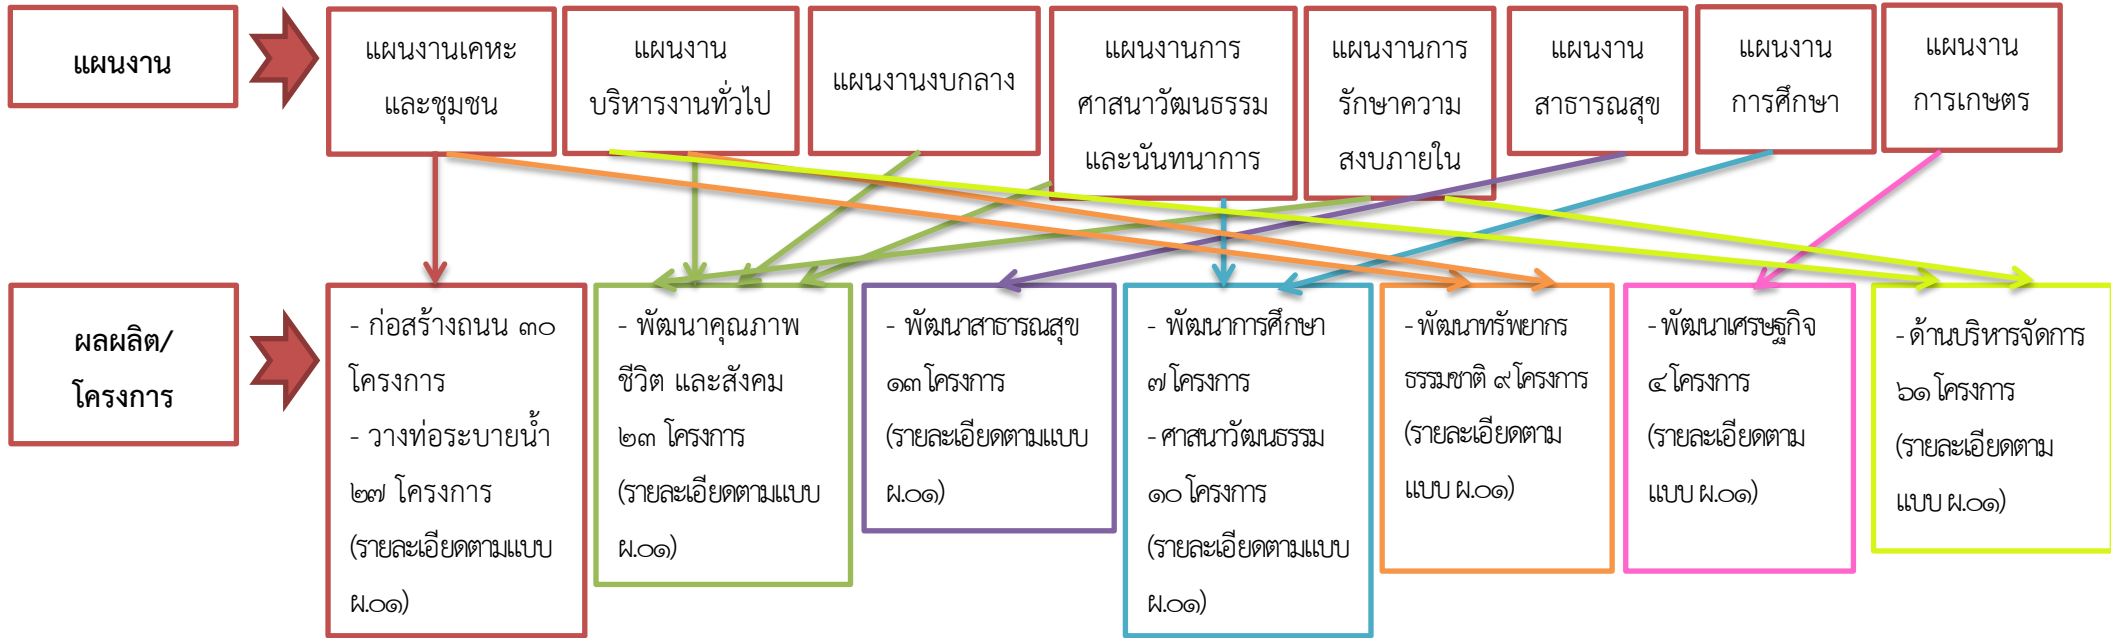 แผนงาน
แผนงานเคหะ
และชุมชน
แผนงาน
บริหารงานทั่วไป
แผนงานงบกลาง
แผนงานการ
ศาสนาวัฒนธรรม
และนันทนาการ
แผนงานการ
รักษาความ
สงบภายใน
แผนงาน
สาธารณสุข
แผนงาน
การศึกษา
แผนงาน
การเกษตร
ผลผลิต/
โครงการ
- ก่อสร้างถนน ๓๐
โครงการ
- วางท่อระบายน้ำ
๒๗ โครงการ
(รายละเอียดตามแบบ
ผ.๐๑)
- พัฒนาคุณภาพ
ชีวิต และสังคม
๒๓ โครงการ
(รายละเอียดตามแบบ
ผ.๐๑)
- พัฒนาสาธารณสุข
๑๓ โครงการ
(รายละเอียดตามแบบ
ผ.๐๑)
- พัฒนาการศึกษา
๗ โครงการ
- ศาสนาวัฒนธรรม
๑๐ โครงการ
(รายละเอียดตามแบบ
ผ.๐๑)
- พัฒนาทรัพยากร
ธรรมชาติ ๙ โครงการ
(รายละเอียดตาม
แบบ ผ.๐๑)
- พัฒนาเศรษฐกิจ
๔ โครงการ
(รายละเอียดตาม
แบบ ผ.๐๑)
- ด้านบริหารจัดการ
๖๑ โครงการ
(รายละเอียดตาม
แบบ ผ.๐๑)